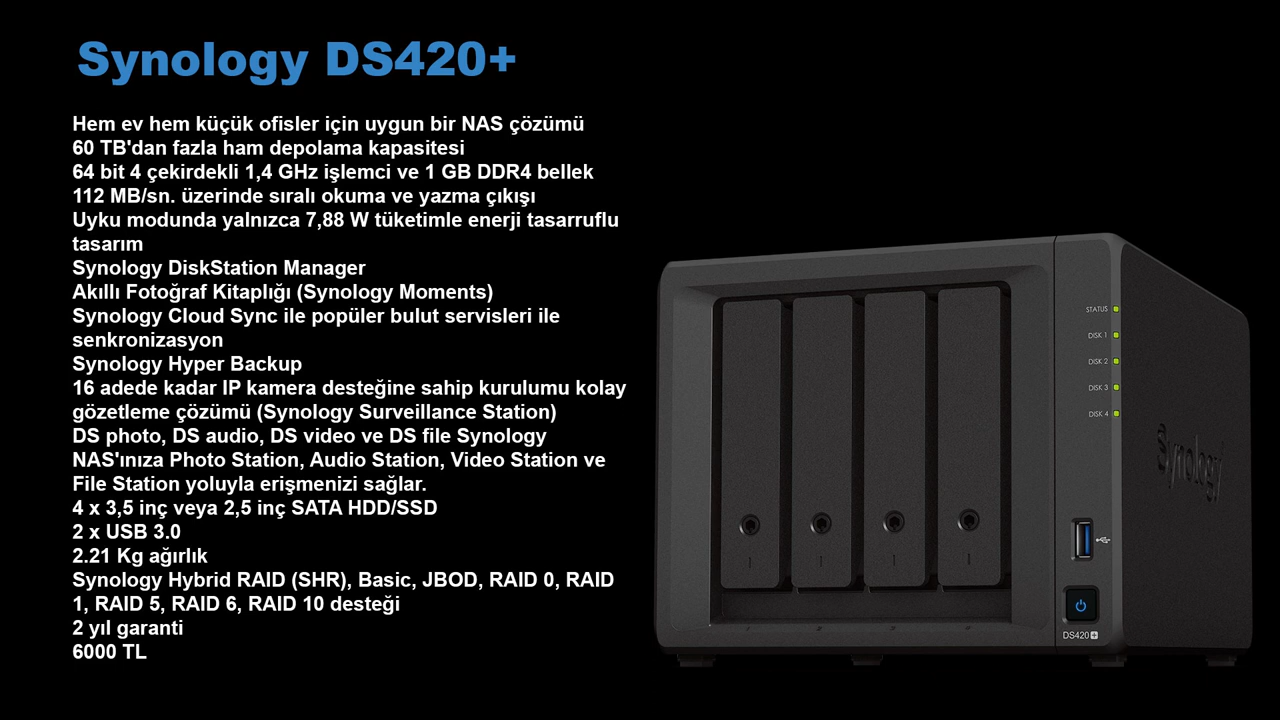 Synology DS420+
Hem ev hem küçük ofisler için uygun bir NAS çözümü
60 TB'dan fazla ham depolama kapasitesi
64 bit 4 çekirdekli 1,4 GHz işlemci ve 1 GB DDR4 bellek
112 MB/sn. üzerinde sıralı okuma ve yazma çıkışı
Uyku modunda yalnızca 7,88 W tüketimle enerji tasarruflu
tasarım
Synology DiskStation Manager
Akıllı Fotoğraf Kitaplığı (Synology Moments)
Synology Cloud Sync ile popüler bulut servisleri ile
senkronizasyon
Synology Hyper Backup
16 adede kadar IP kamera desteğine sahip kurulumu kolay
gözetleme çözümü (Synology Surveillance Station)
DS photo, DS audio, DS video ve DS file Synology
NAS'ınıza Photo Station, Audio Station, Video Station ve
File Station yoluyla erişmenizi sağlar.
4 x 3,5 inç veya 2,5 inç SATA HDD/SSD
2 x USB 3.0
2.21 Kg ağırlık
Synology Hybrid RAID (SHR), Basic, JBOD, RAID 0, RAID
1, RAID 5, RAID 6, RAID 10 desteği
2 yıl garanti
6000 TL
STATUS
DISK 1
DISK 2
DISK 3
DISK 4
Synology
DS420+